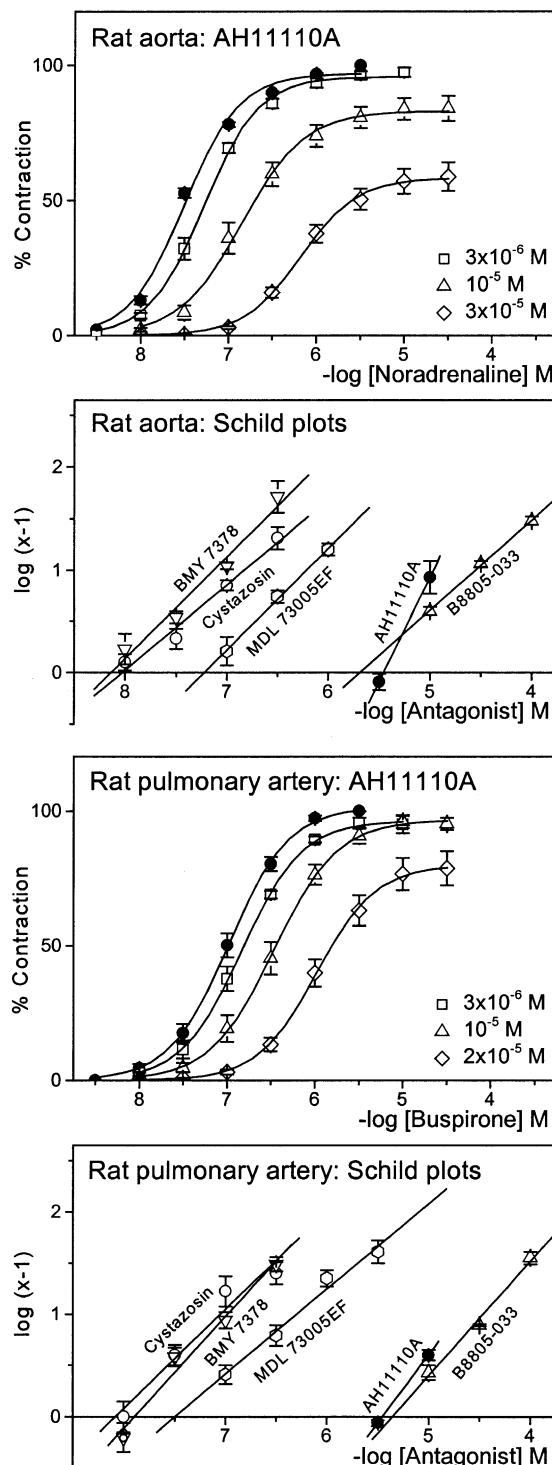 Rat aorta: AH11110A
100
50
0
% Contraction
3x10⁻⁶ M
10⁻⁵ M
3x10⁻⁵ M
8 7 6 5 4
-log [Noradrenaline] M
Rat aorta: Schild plots
2
1
0
log (x-1)
BMY 7378
Cystazosin
MDL 73005EF
AH11110A
B8805-033
8 7 6 5 4
-log [Antagonist] M
Rat pulmonary artery: AH11110A
100
50
0
% Contraction
3x10⁻⁶ M
10⁻⁵ M
2x10⁻⁵ M
8 7 6 5 4
-log [Buspirone] M
Rat pulmonary artery: Schild plots
2
1
0
log (x-1)
Cystazosin
BMY 7378
MDL 73005EF
AH11110A
B8805-033
8 7 6 5 4
-log [Antagonist] M